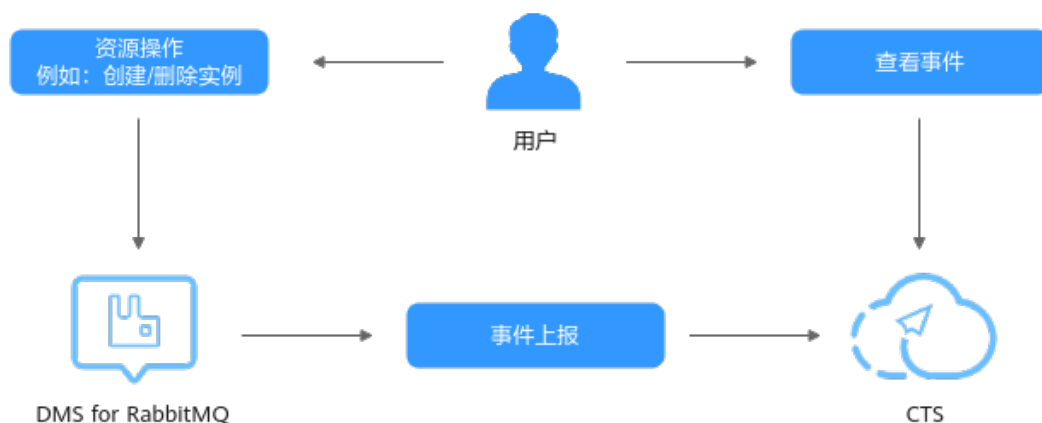 资源操作
例如：创建/删除实例
用户
查看事件
事件上报
DMS for RabbitMQ
CTS